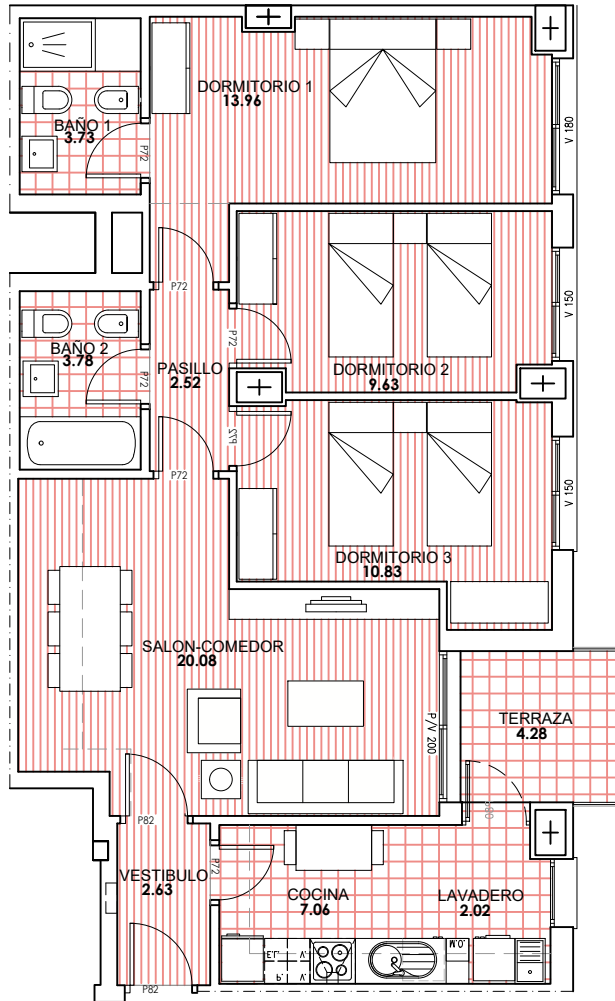 DORMITORIO 1
13.96
BAÑO 1
3.73
P72
V 180
P72
BAÑO 2
3.78
P72
PASILLO
2.52
P72
DORMITORIO 2
9.63
V 150
P72
P72
DORMITORIO 3
10.83
V 150
SALON-COMEDOR
20.08
P/V 200
TERRAZA
4.28
P82
P72
VESTIBULO
2.63
COCINA
7.06
LAVADERO
2.02
L.V.
F.
V.
O.M.
P82